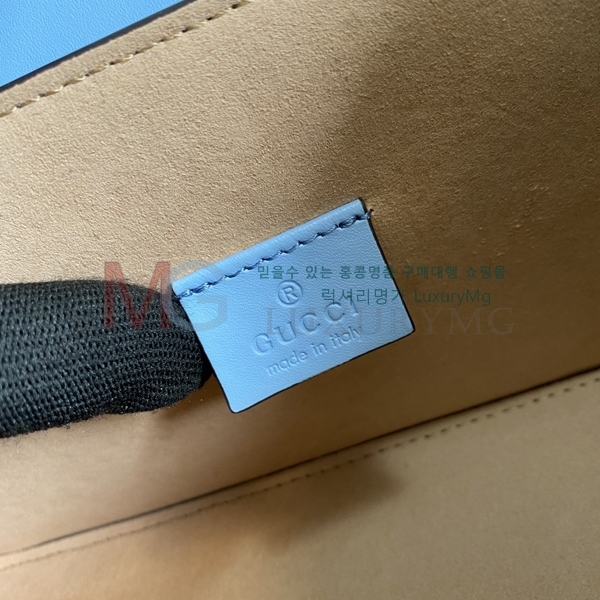 믿을수 있는 홍콩명품 구매대행 쇼핑몰
럭셔리명가 LuxuryMg
MG LUXURYMG
®
GUCCI
made in italy